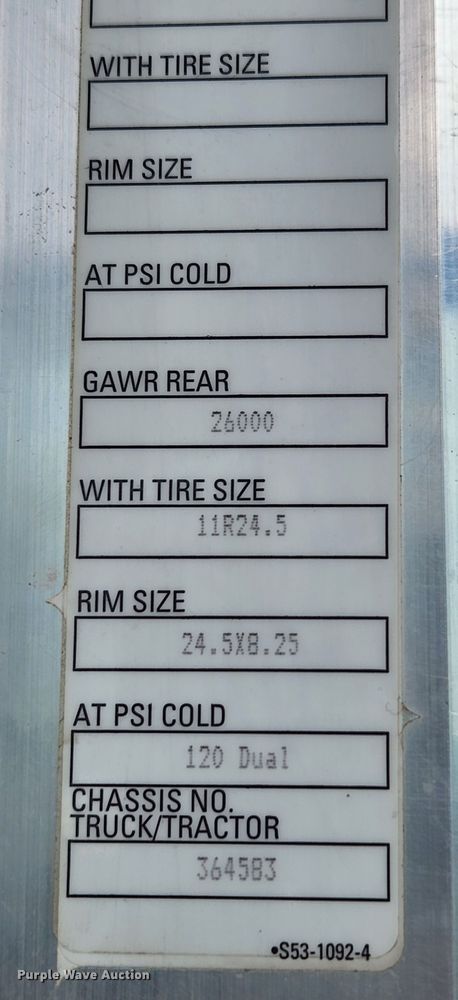 WITH TIRE SIZE
RIM SIZE
AT PSI COLD
GAWR REAR
26000
WITH TIRE SIZE
11R24.5
RIM SIZE
24.5X8.25
AT PSI COLD
120 Dual
CHASSIS NO.
TRUCK/TRACTOR
364583
•S53-1092-4
Purple Wave Auction